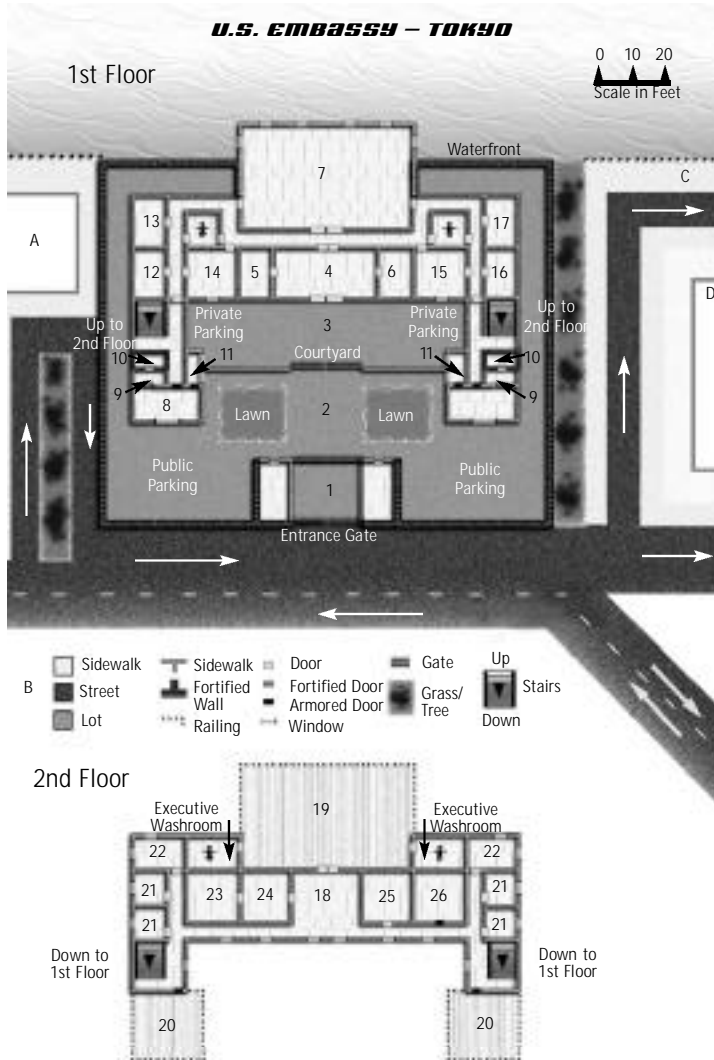 U.S. EMBASSY – TOKYO
1st Floor
0 10 20
Scale in Feet
Waterfront
7
C
A
13
17
D
12
14
5
4
6
15
16
Up to
2nd Floor
Private
Parking
3
Private
Parking
Up to
2nd Floor
Courtyard
10
11
11
10
9
8
9
Lawn
2
Lawn
Public
Parking
1
Public
Parking
Entrance Gate
B
Sidewalk
Street
Lot
Sidewalk
Fortified
Wall
Railing
Door
Fortified Door
Armored Door
Window
Gate
Grass/
Tree
Up
Stairs
Down
2nd Floor
Executive
Washroom
19
Executive
Washroom
22
22
21
23
24
18
25
26
21
21
21
Down to
1st Floor
Down to
1st Floor
20
20